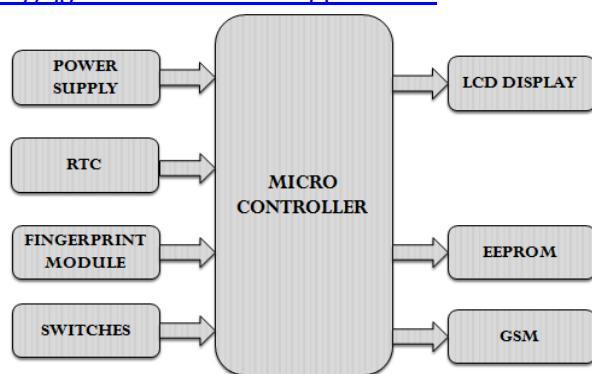 POWER
SUPPLY
LCD DISPLAY
RTC
MICRO
CONTROLLER
FINGERPRINT
MODULE
EEPROM
SWITCHES
GSM